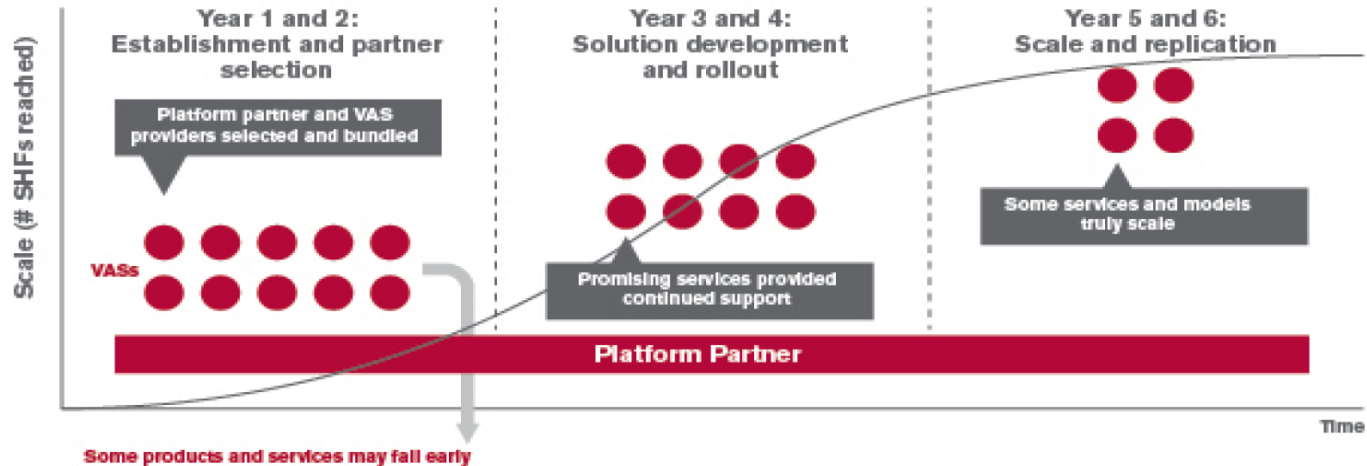 Year 1 and 2:
Establishment and partner
selection
Year 3 and 4:
Solution development
and rollout
Year 5 and 6:
Scale and replication
Scale (# SHFs reached)
Platform partner and VAS
providers selected and bundled
VASs
Promising services provided
continued support
Some services and models
truly scale
Platform Partner
Time
Some products and services may fail early